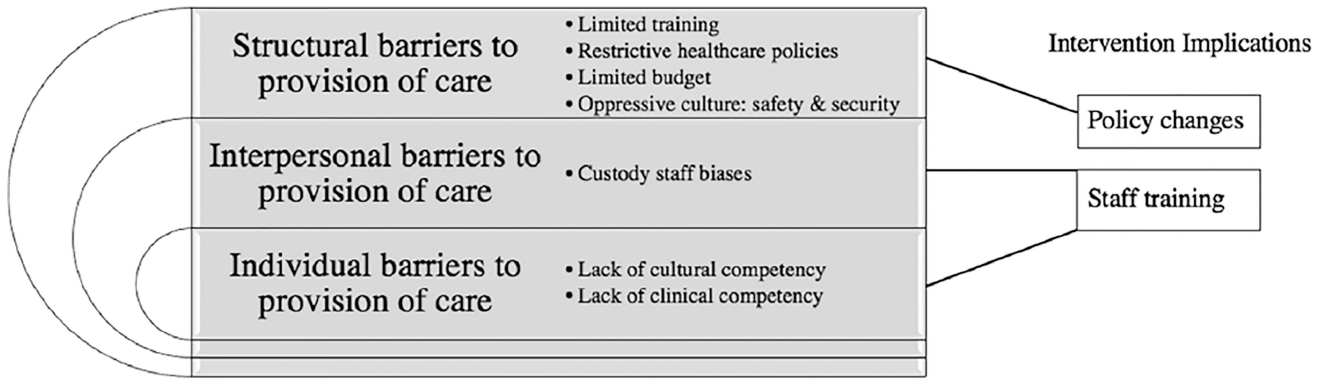 Structural barriers to
provision of care
• Limited training
• Restrictive healthcare policies
• Limited budget
• Oppressive culture: safety & security
Interpersonal barriers to
provision of care
• Custody staff biases
Individual barriers to
provision of care
• Lack of cultural competency
• Lack of clinical competency
Intervention Implications
Policy changes
Staff training